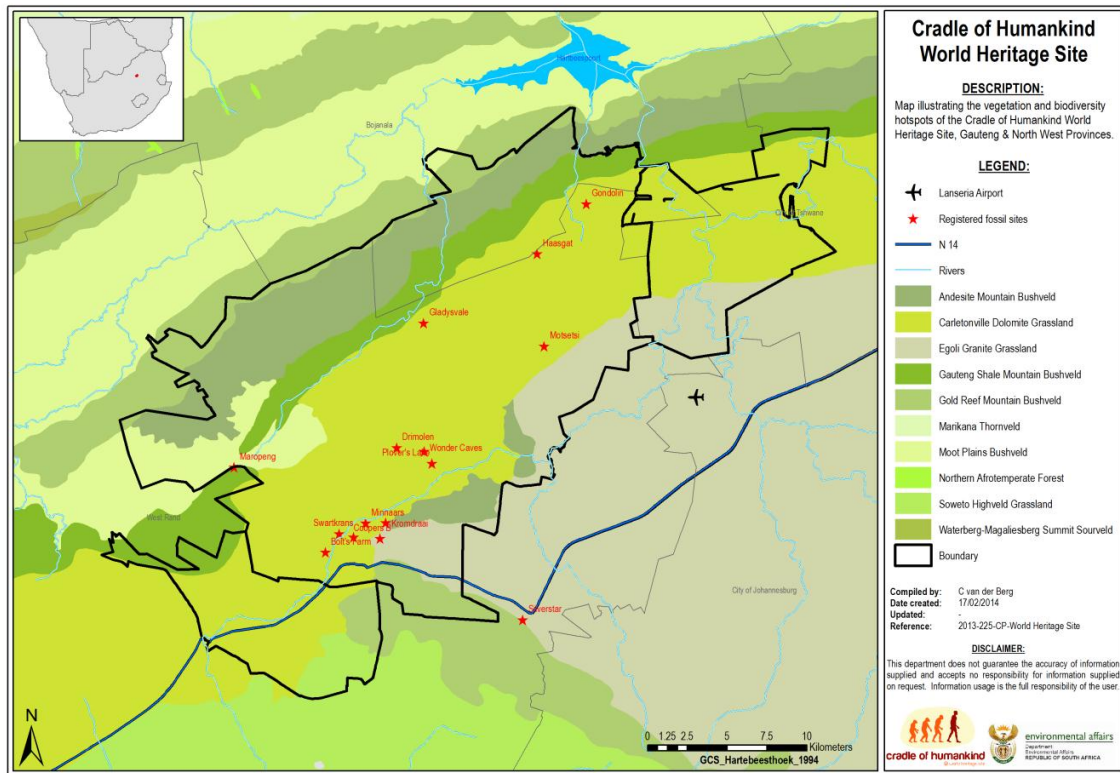 Cradle of Humankind
World Heritage Site
DESCRIPTION:
Map illustrating the vegetation and biodiversity
hotspots of the Cradle of Humankind World
Heritage Site, Gauteng & North West Provinces.
LEGEND:
Lanseria Airport
Registered fossil sites
N 14
Rivers
Andesite Mountain Bushveld
Carletonville Dolomite Grassland
Egoli Granite Grassland
Gauteng Shale Mountain Bushveld
Gold Reef Mountain Bushveld
Marikana Thornveld
Moot Plains Bushveld
Northern Afrotemperate Forest
Soweto Highveld Grassland
Waterberg-Magaliesberg Summit Sourveld
Boundary
Compiled by: C van der Berg
Date created: 17/02/2014
Updated: -
Reference: 2013-225-CP-World Heritage Site
DISCLAIMER:
This department does not guarantee the accuracy of information
supplied and accepts no responsibility for information supplied
on request. Information usage is the full responsibility of the user.
cradle of humankind
environmental affairs
Department:
Environmental Affairs
REPUBLIC OF SOUTH AFRICA
Bojanala
Gondolin
City of Tshwane
Haasgat
Gladysvale
Motsetsi
Drimolen
Wonder Caves
Plover's Lake
Maropeng
West Rand
Minnaars
Swartkrans
Kromdraai
Coopers B
Bolt's Farm
City of Johannesburg
N
0 1.25 2.5 5 7.5 10
Kilometers
GCS_Hartebeesthoek_1994